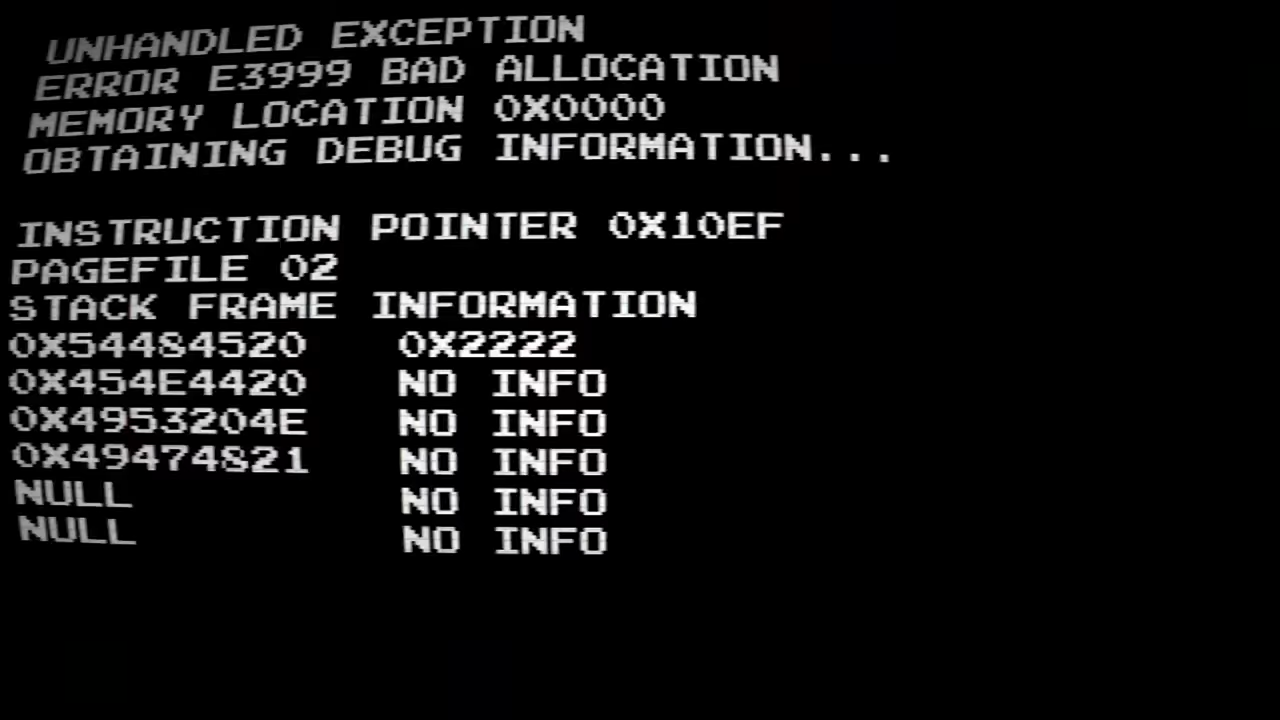 UNHANDLED EXCEPTION
ERROR E3999 BAD ALLOCATION
MEMORY LOCATION 0X0000
OBTAINING DEBUG INFORMATION...
INSTRUCTION POINTER 0X10EF
PAGEFILE 02
STACK FRAME INFORMATION
0X54484520 0X2222
0X454E4420 NO INFO
0X4953204E NO INFO
0X49474821 NO INFO
NULL NO INFO
NULL NO INFO